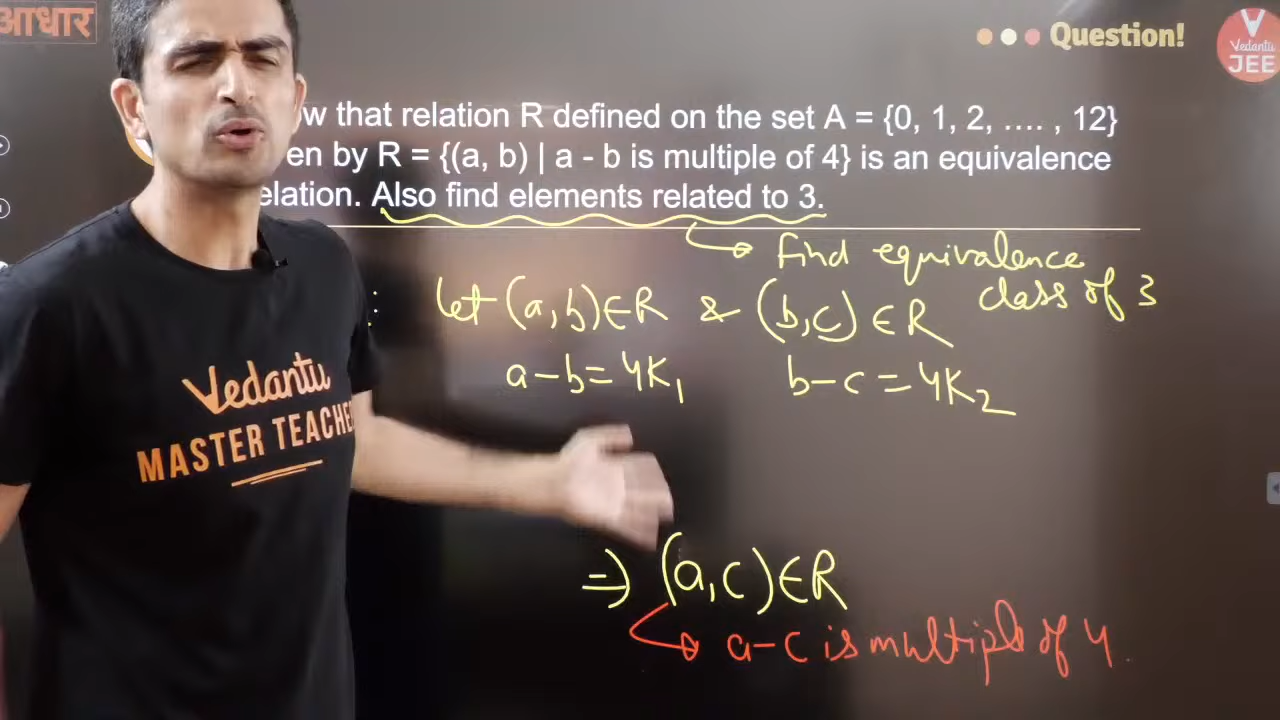 आधार
Question!
Vedantu
JEE
that relation R defined on the set A = {0, 1, 2, .... , 12}
by R = {(a, b) | a - b is multiple of 4} is an equivalence
Also find elements related to 3.
find equivalence
class of 3
: let (a,b)∈R & (b,c)∈R
a-b=4K₁ b-c=4K₂
Vedantu
MASTER TEACHE
⇒ (a,c)∈R
a-c is multiple of 4